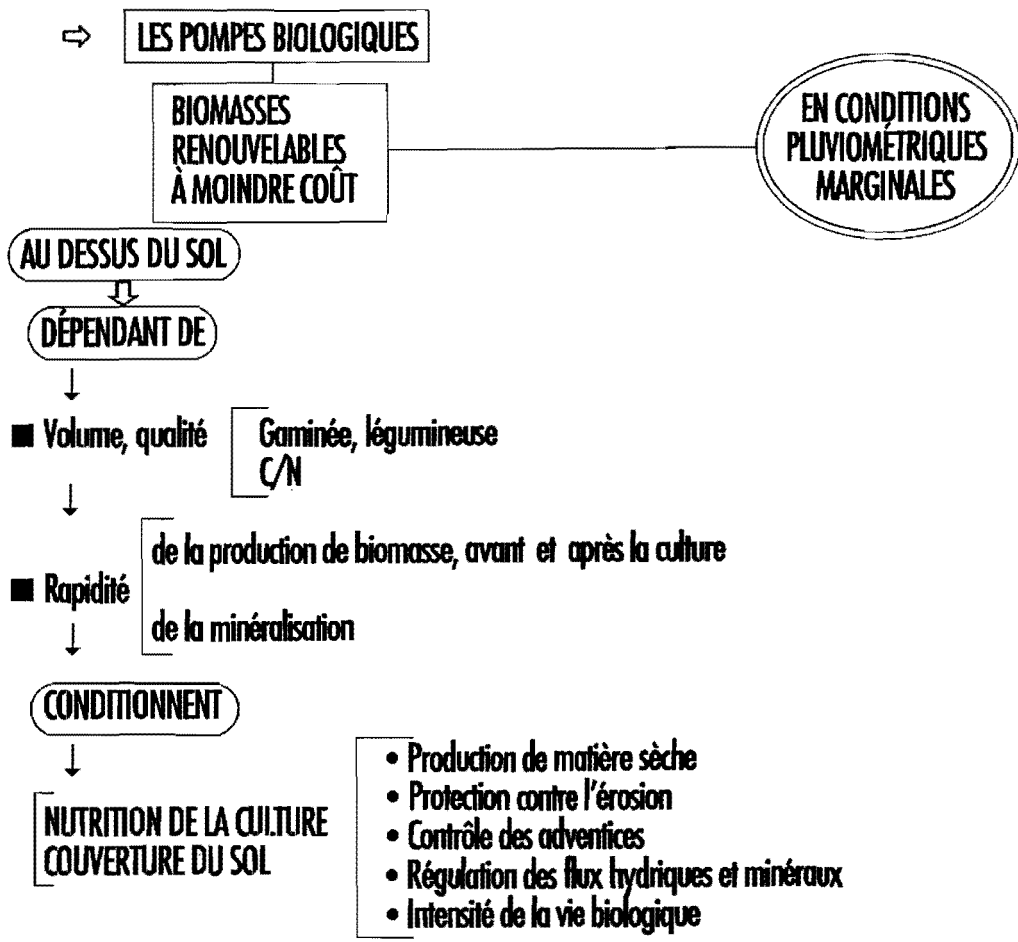 ⇨ LES POMPES BIOLOGIQUES
BIOMASSES
RENOUVELABLES
À MOINDRE COÛT
EN CONDITIONS
PLUVIOMÉTRIQUES
MARGINALES
AU DESSUS DU SOL
DÉPENDANT DE
■ Volume, qualité
Gaminée, légumineuse
C/N
■ Rapidité
de la production de biomasse, avant et après la culture
de la minéralisation
CONDITIONNENT
NUTRITION DE LA CULTURE
COUVERTURE DU SOL
• Production de matière sèche
• Protection contre l'érosion
• Contrôle des adventices
• Régulation des flux hydriques et minéraux
• Intensité de la vie biologique